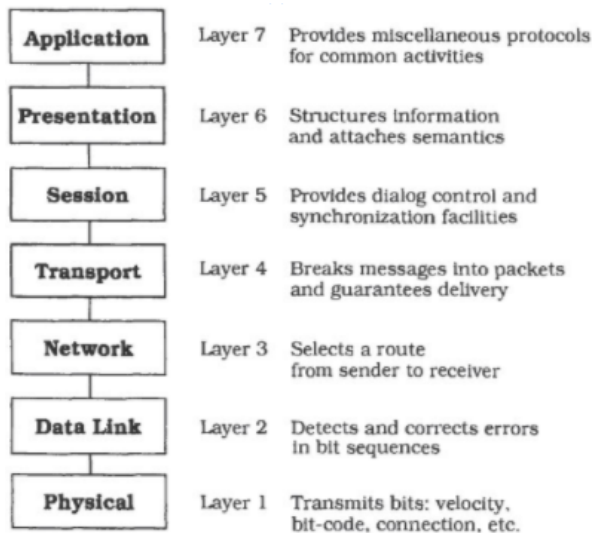 Application Layer 7 Provides miscellaneous protocols
for common activities
Presentation Layer 6 Structures information
and attaches semantics
Session Layer 5 Provides dialog control and
synchronization facilities
Transport Layer 4 Breaks messages into packets
and guarantees delivery
Network Layer 3 Selects a route
from sender to receiver
Data Link Layer 2 Detects and corrects errors
in bit sequences
Physical Layer 1 Transmits bits: velocity,
bit-code, connection, etc.